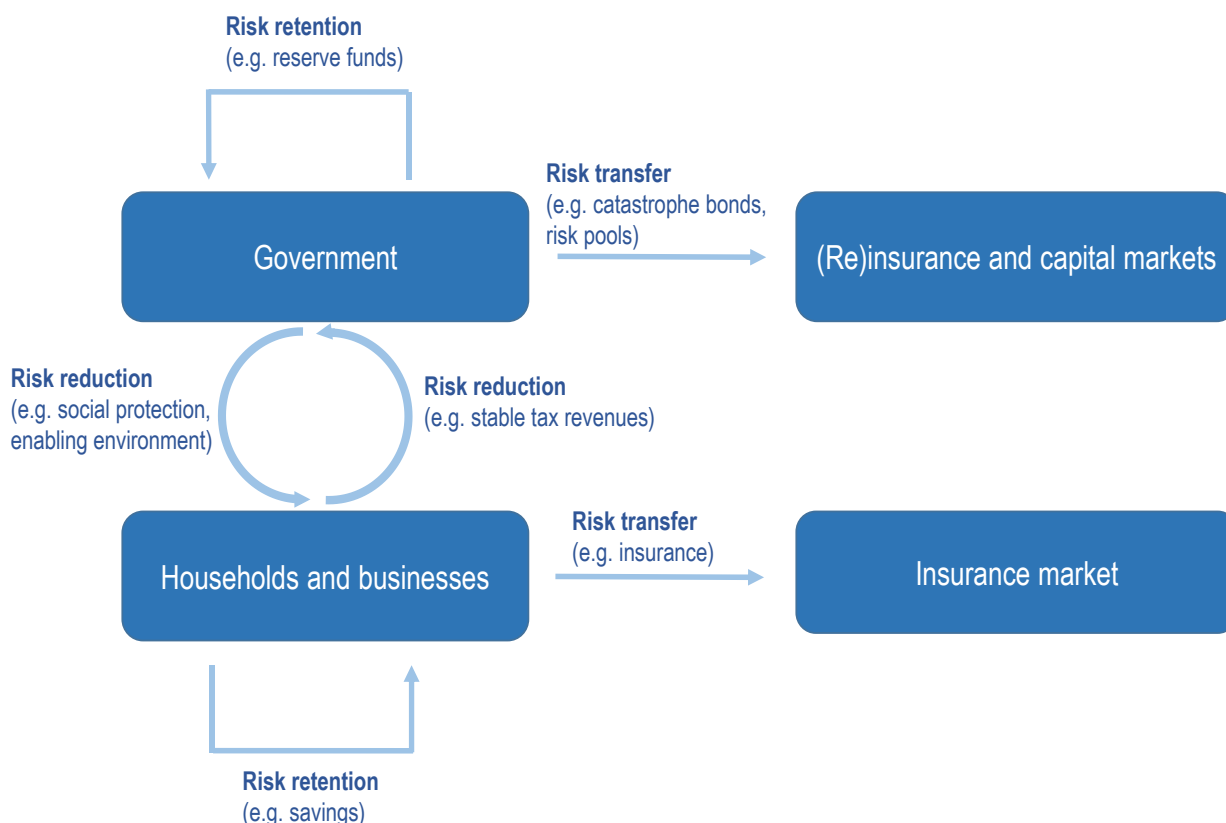 Risk retention
(e.g. reserve funds)
Risk transfer
(e.g. catastrophe bonds,
risk pools)
Government
(Re)insurance and capital markets
Risk reduction
(e.g. social protection,
enabling environment)
Risk reduction
(e.g. stable tax revenues)
Risk transfer
(e.g. insurance)
Households and businesses
Insurance market
Risk retention
(e.g. savings)